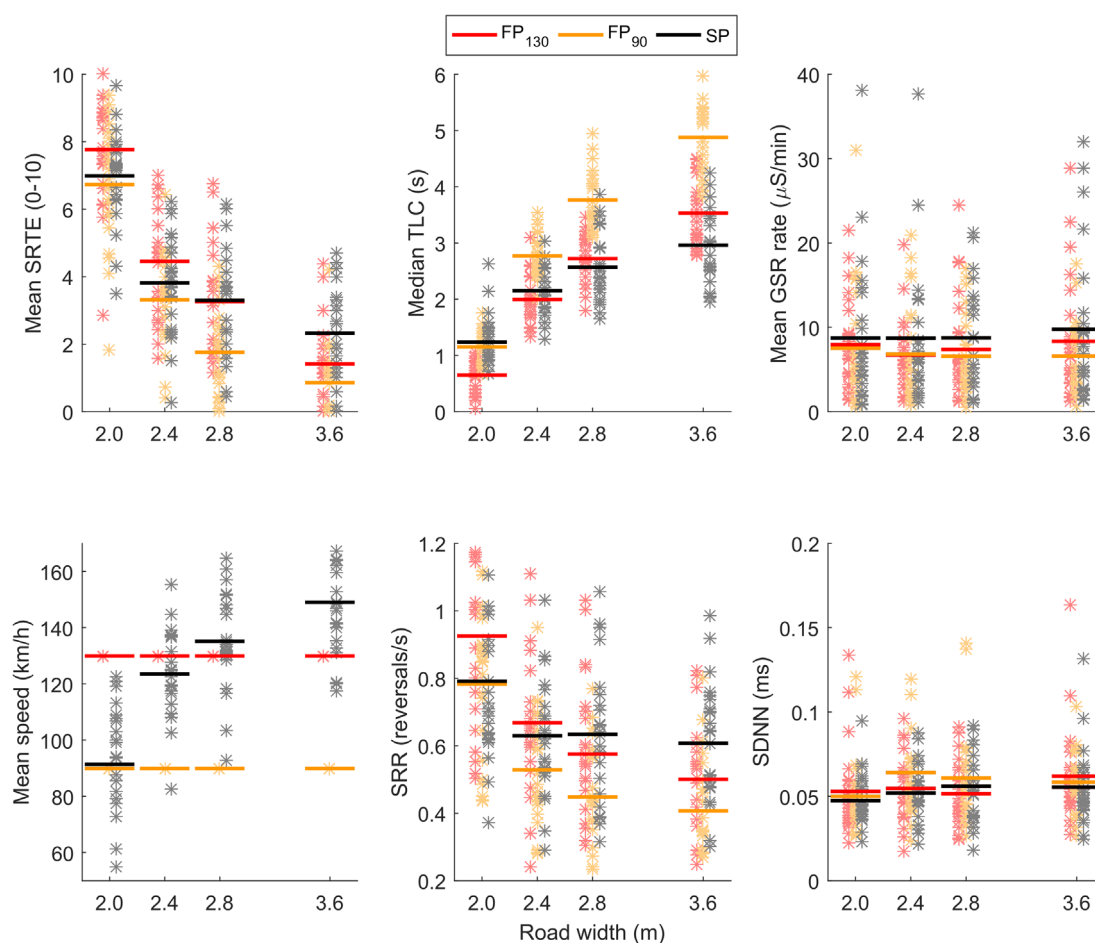 FP130 FP90 SP
Mean SRTE (0-10)
10
8
6
4
2
0
2.0 2.4 2.8 3.6
Median TLC (s)
6
5
4
3
2
1
0
2.0 2.4 2.8 3.6
Mean GSR rate (μS/min)
40
30
20
10
0
2.0 2.4 2.8 3.6
Mean speed (km/h)
160
140
120
100
80
60
2.0 2.4 2.8 3.6
SRR (reversals/s)
1.2
1
0.8
0.6
0.4
0.2
2.0 2.4 2.8 3.6
Road width (m)
SDNN (ms)
0.2
0.15
0.1
0.05
0
2.0 2.4 2.8 3.6